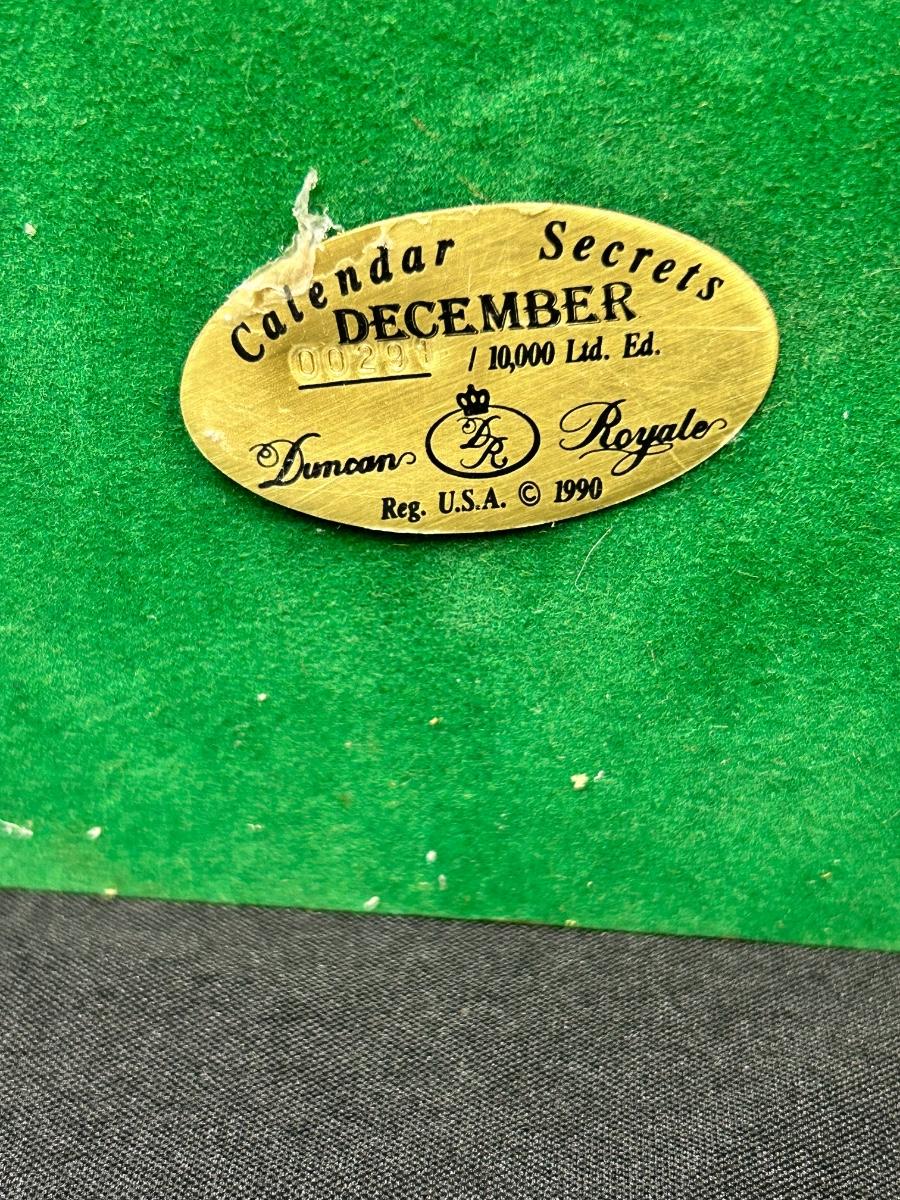 Calendar Secrets
DECEMBER
00291 / 10,000 Ltd. Ed.
Duncan DR Royale
Reg. U.S.A. © 1990